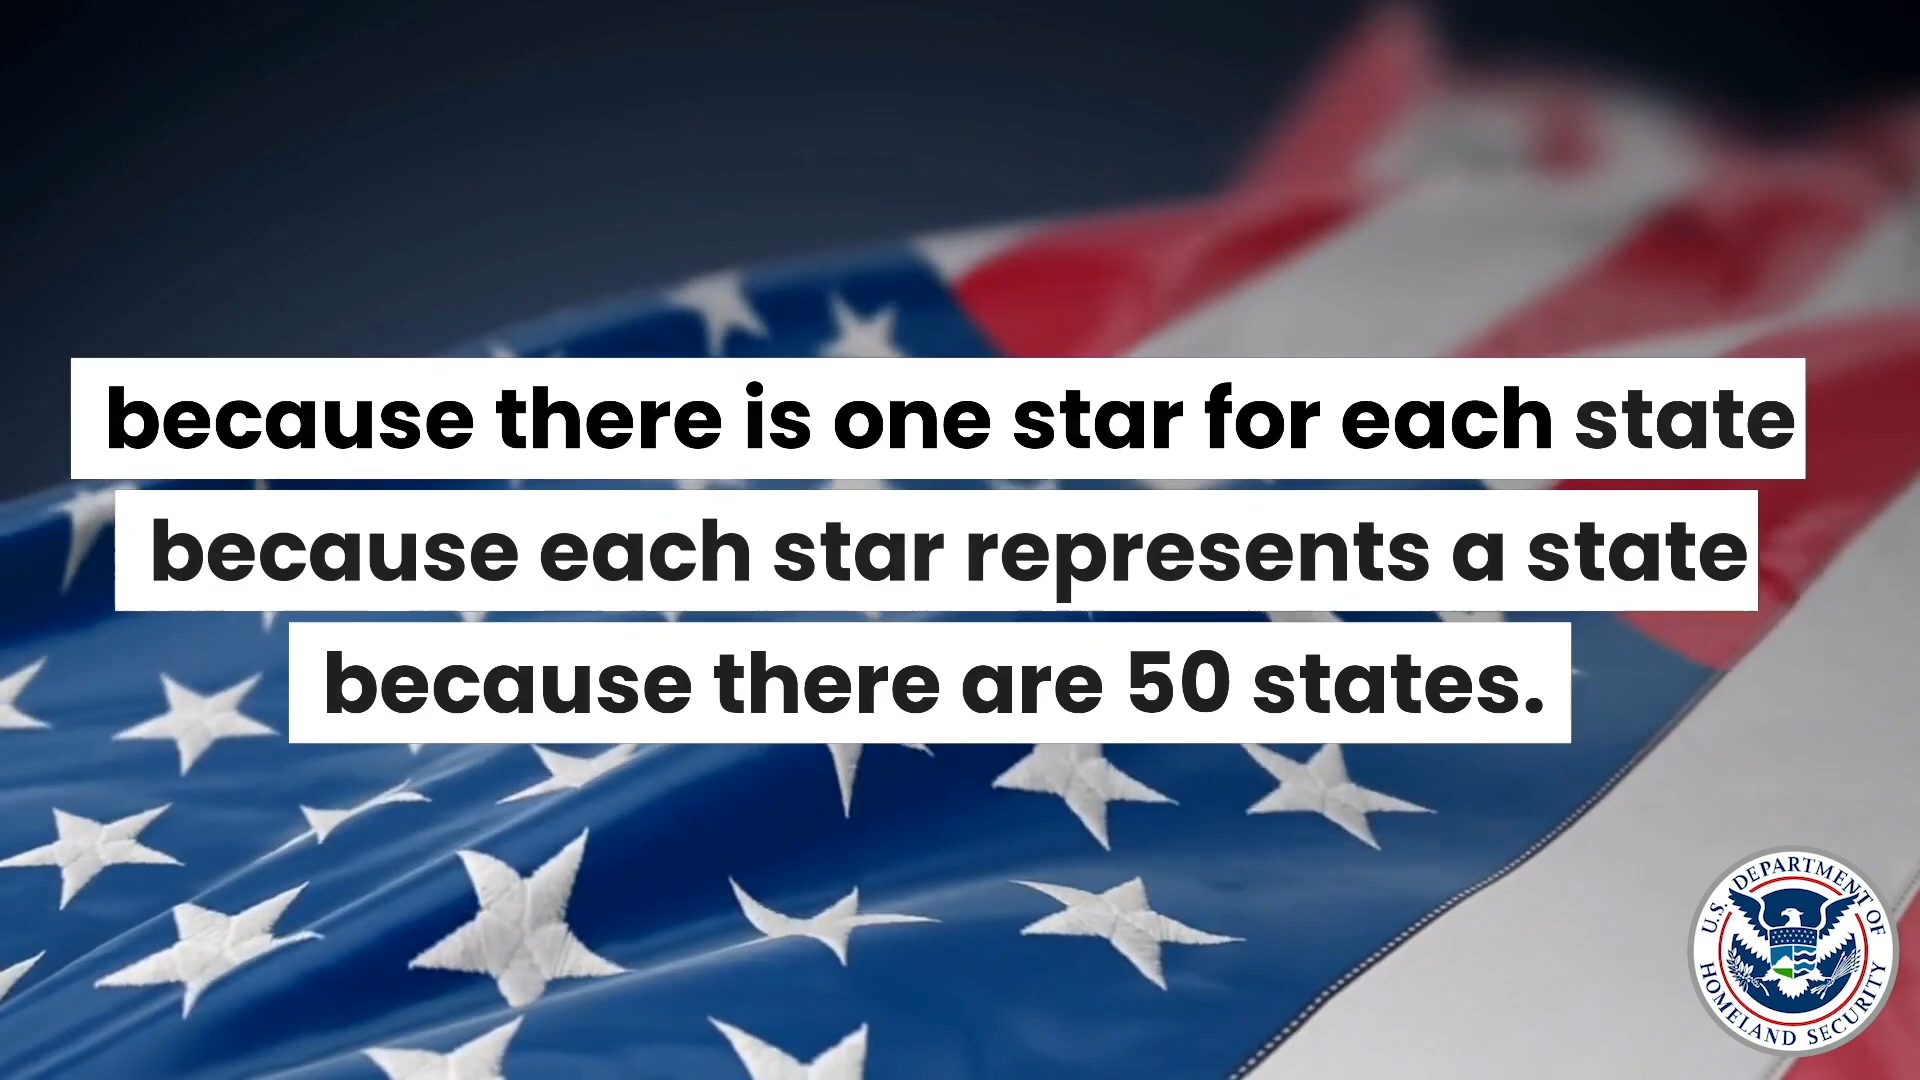 because there is one star for each state
because each star represents a state
because there are 50 states.
U.S. DEPARTMENT OF
HOMELAND SECURITY